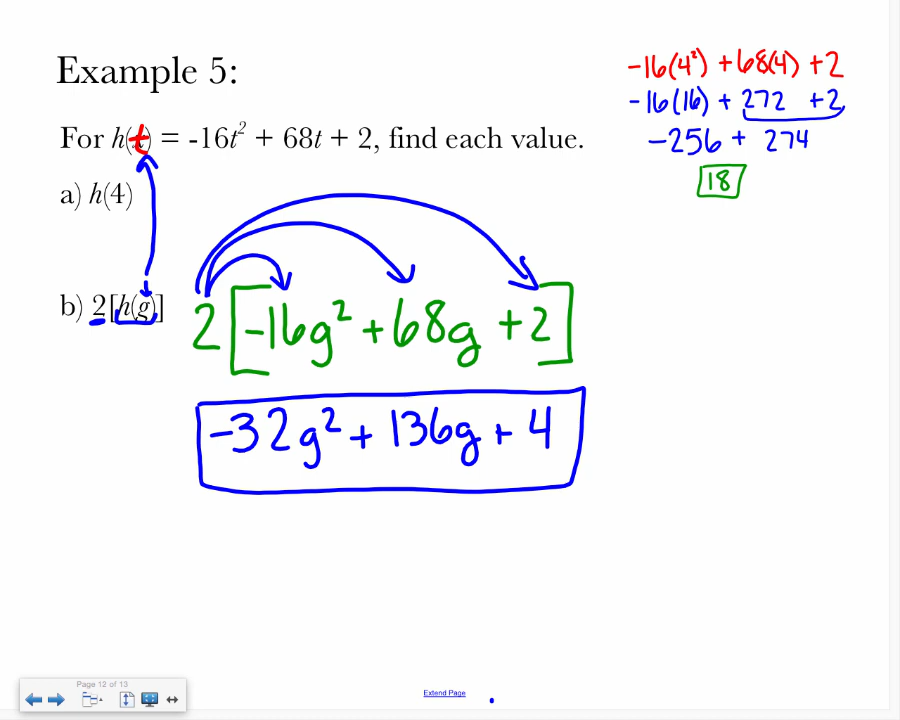 Example 5:
-16(4²) + 68(4) + 2
-16(16) + 272 + 2
For h(t) = -16t² + 68t + 2, find each value.
-256 + 274
18
a) h(4)
b) 2[h(g)]
2[-16g² + 68g + 2]
-32g² + 136g + 4
Page 12 of 13
Extend Page